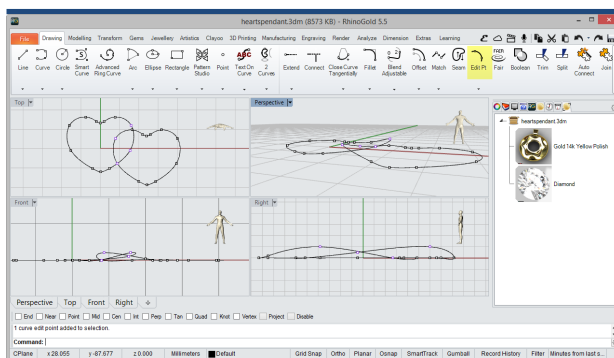 heartspendant.3dm (8573 KB) - RhinoGold 5.5
File Drawing Modelling Transform Gems Jewellery Artistics Clayoo 3D Printing Manufacturing Engraving Render Analyze Dimension Extras Learning
Line Curve Circle Smart Curve Advanced Ring Curve Arc Ellipse Rectangle Pattern Studio Point Text On Curve 2 Curves Extend Connect Close Curve Tangentially Fillet Blend Adjustable Offset Match Seam Edit Pt Fair Boolean Trim Split Auto Connect Join
Top
Perspective
heartspendant.3dm
Gold 14k Yellow Polish
Diamond
Front
Right
Perspective Top Front Right
End Near Point Mid Cen Int Perp Tan Quad Knot Vertex Project Disable
1 curve edit point added to selection.
Command:
CPlane x 28.055 y -87.677 z 0.000 Millimeters Default Grid Snap Ortho Planar Osnap SmartTrack Gumball Record History Filter Minutes from last s...